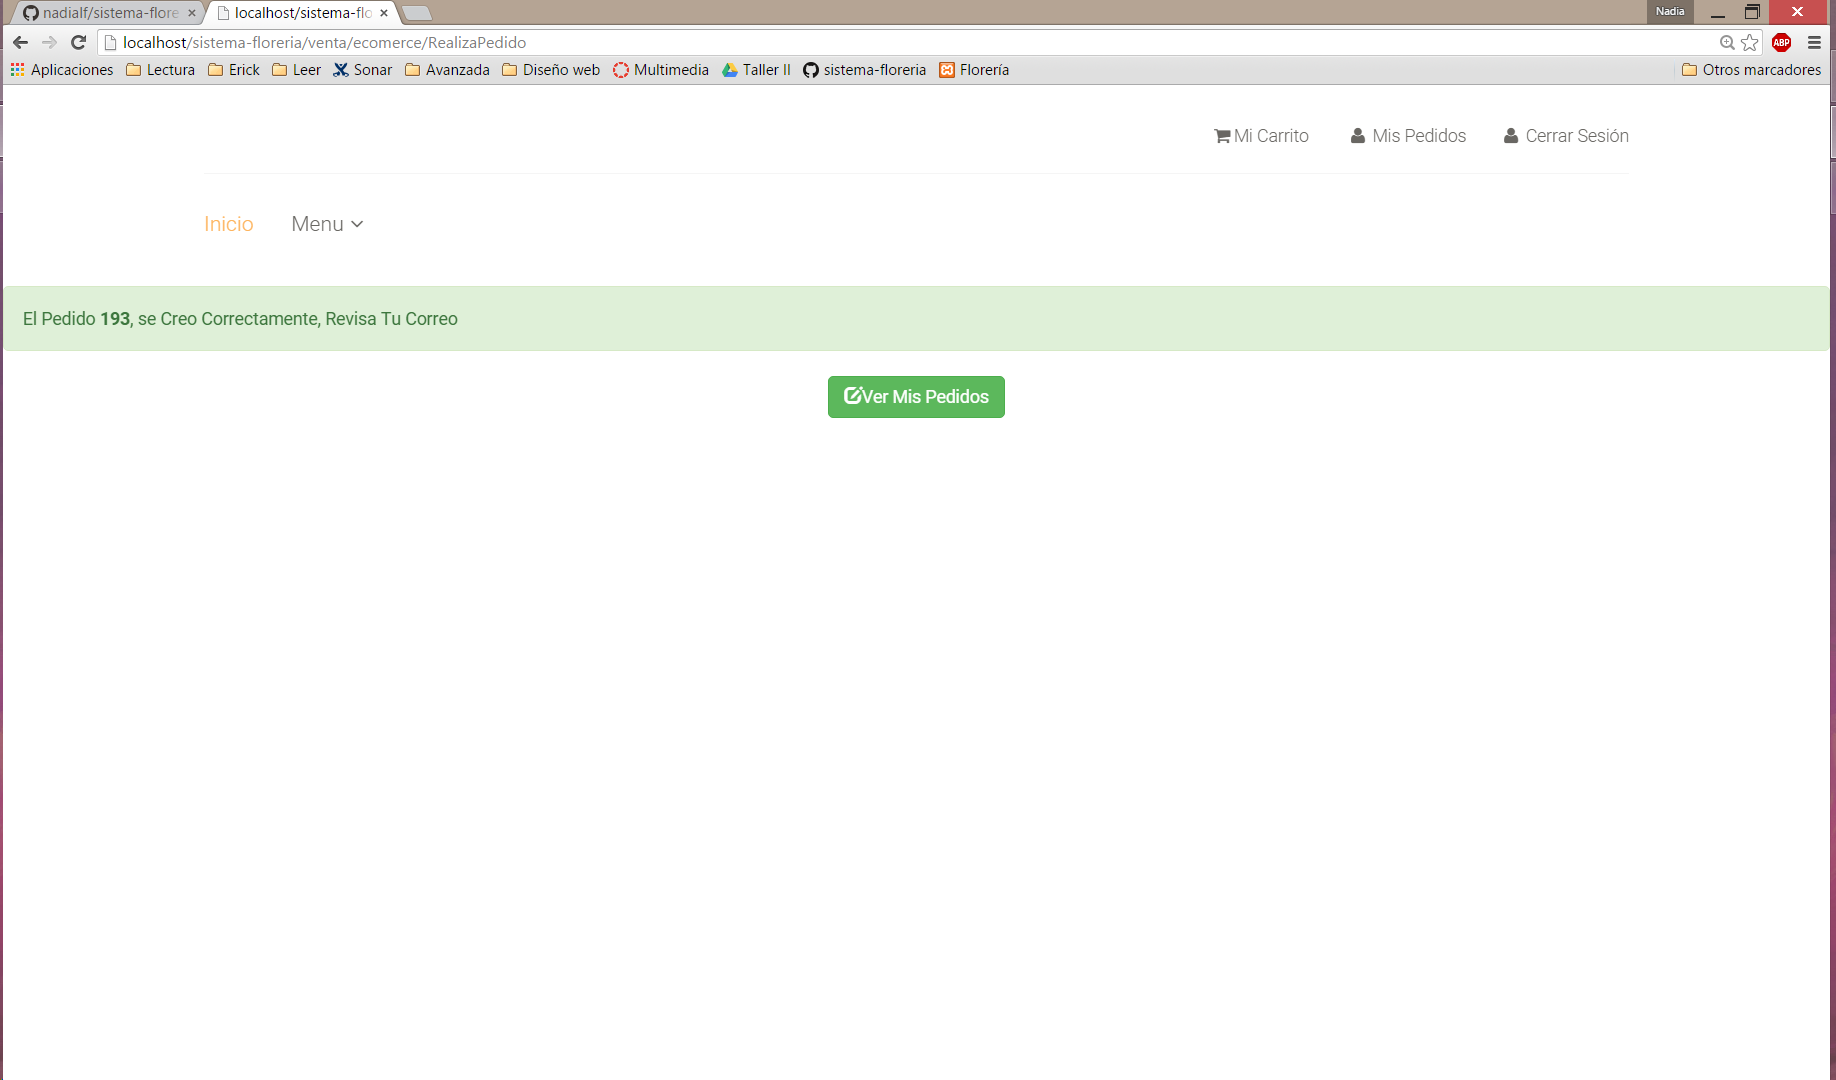 nadialf/sistema-flore
localhost/sistema-flo
Nadia
localhost/sistema-floreria/venta/ecomerce/RealizaPedido
ABP
Aplicaciones Lectura Erick Leer Sonar Avanzada Diseño web Multimedia Taller II sistema-floreria Florería Otros marcadores
Mi Carrito Mis Pedidos Cerrar Sesión
Inicio Menu
El Pedido 193, se Creo Correctamente, Revisa Tu Correo
Ver Mis Pedidos